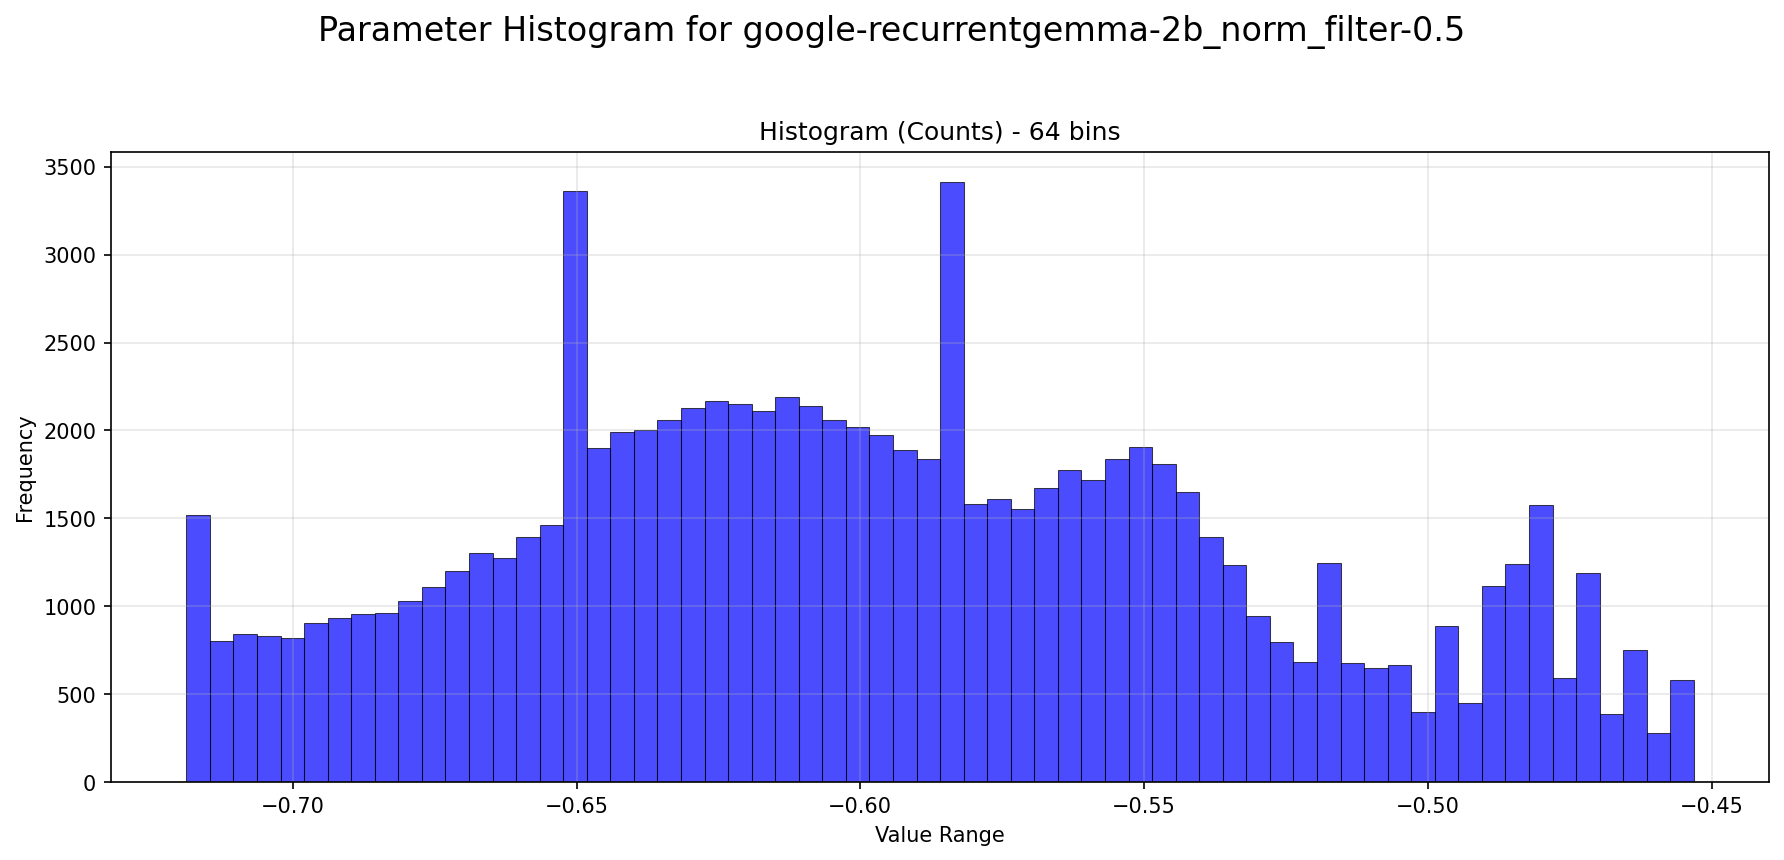 Parameter Histogram for google-recurrentgemma-2b_norm_filter-0.5
Histogram (Counts) - 64 bins
3500
3000
2500
2000
1500
1000
500
0
Frequency
−0.70 −0.65 −0.60 −0.55 −0.50 −0.45
Value Range